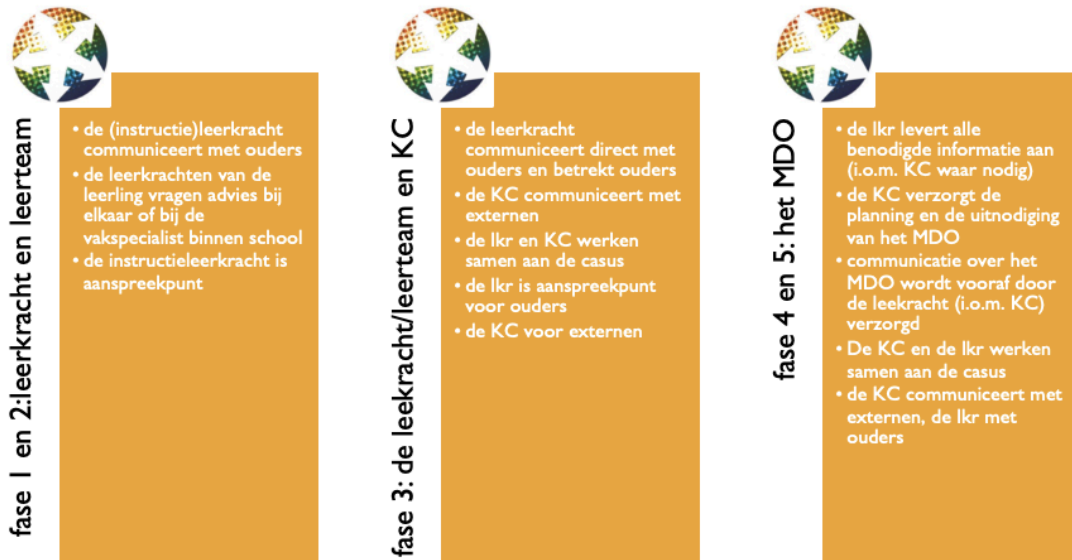 fase 1 en 2:leerkracht en leerteam
• de (instructie)leerkracht
communiceert met ouders
• de leerkrachten van de
leerling vragen advies bij
elkaar of bij de
vakspecialist binnen school
• de instructieleerkracht is
aanspreekpunt
fase 3: de leekracht/leerteam en KC
• de leerkracht
communiceert direct met
ouders en betrekt ouders
• de KC communiceert met
externen
• de lkr en KC werken
samen aan de casus
• de lkr is aanspreekpunt
voor ouders
• de KC voor externen
fase 4 en 5: het MDO
• de lkr levert alle
benodigde informatie aan
(i.o.m. KC waar nodig)
• de KC verzorgt de
planning en de uitnodiging
van het MDO
• communicatie over het
MDO wordt vooraf door
de leekracht (i.o.m. KC)
verzorgd
• De KC en de lkr werken
samen aan de casus
• de KC communiceert met
externen, de lkr met
ouders